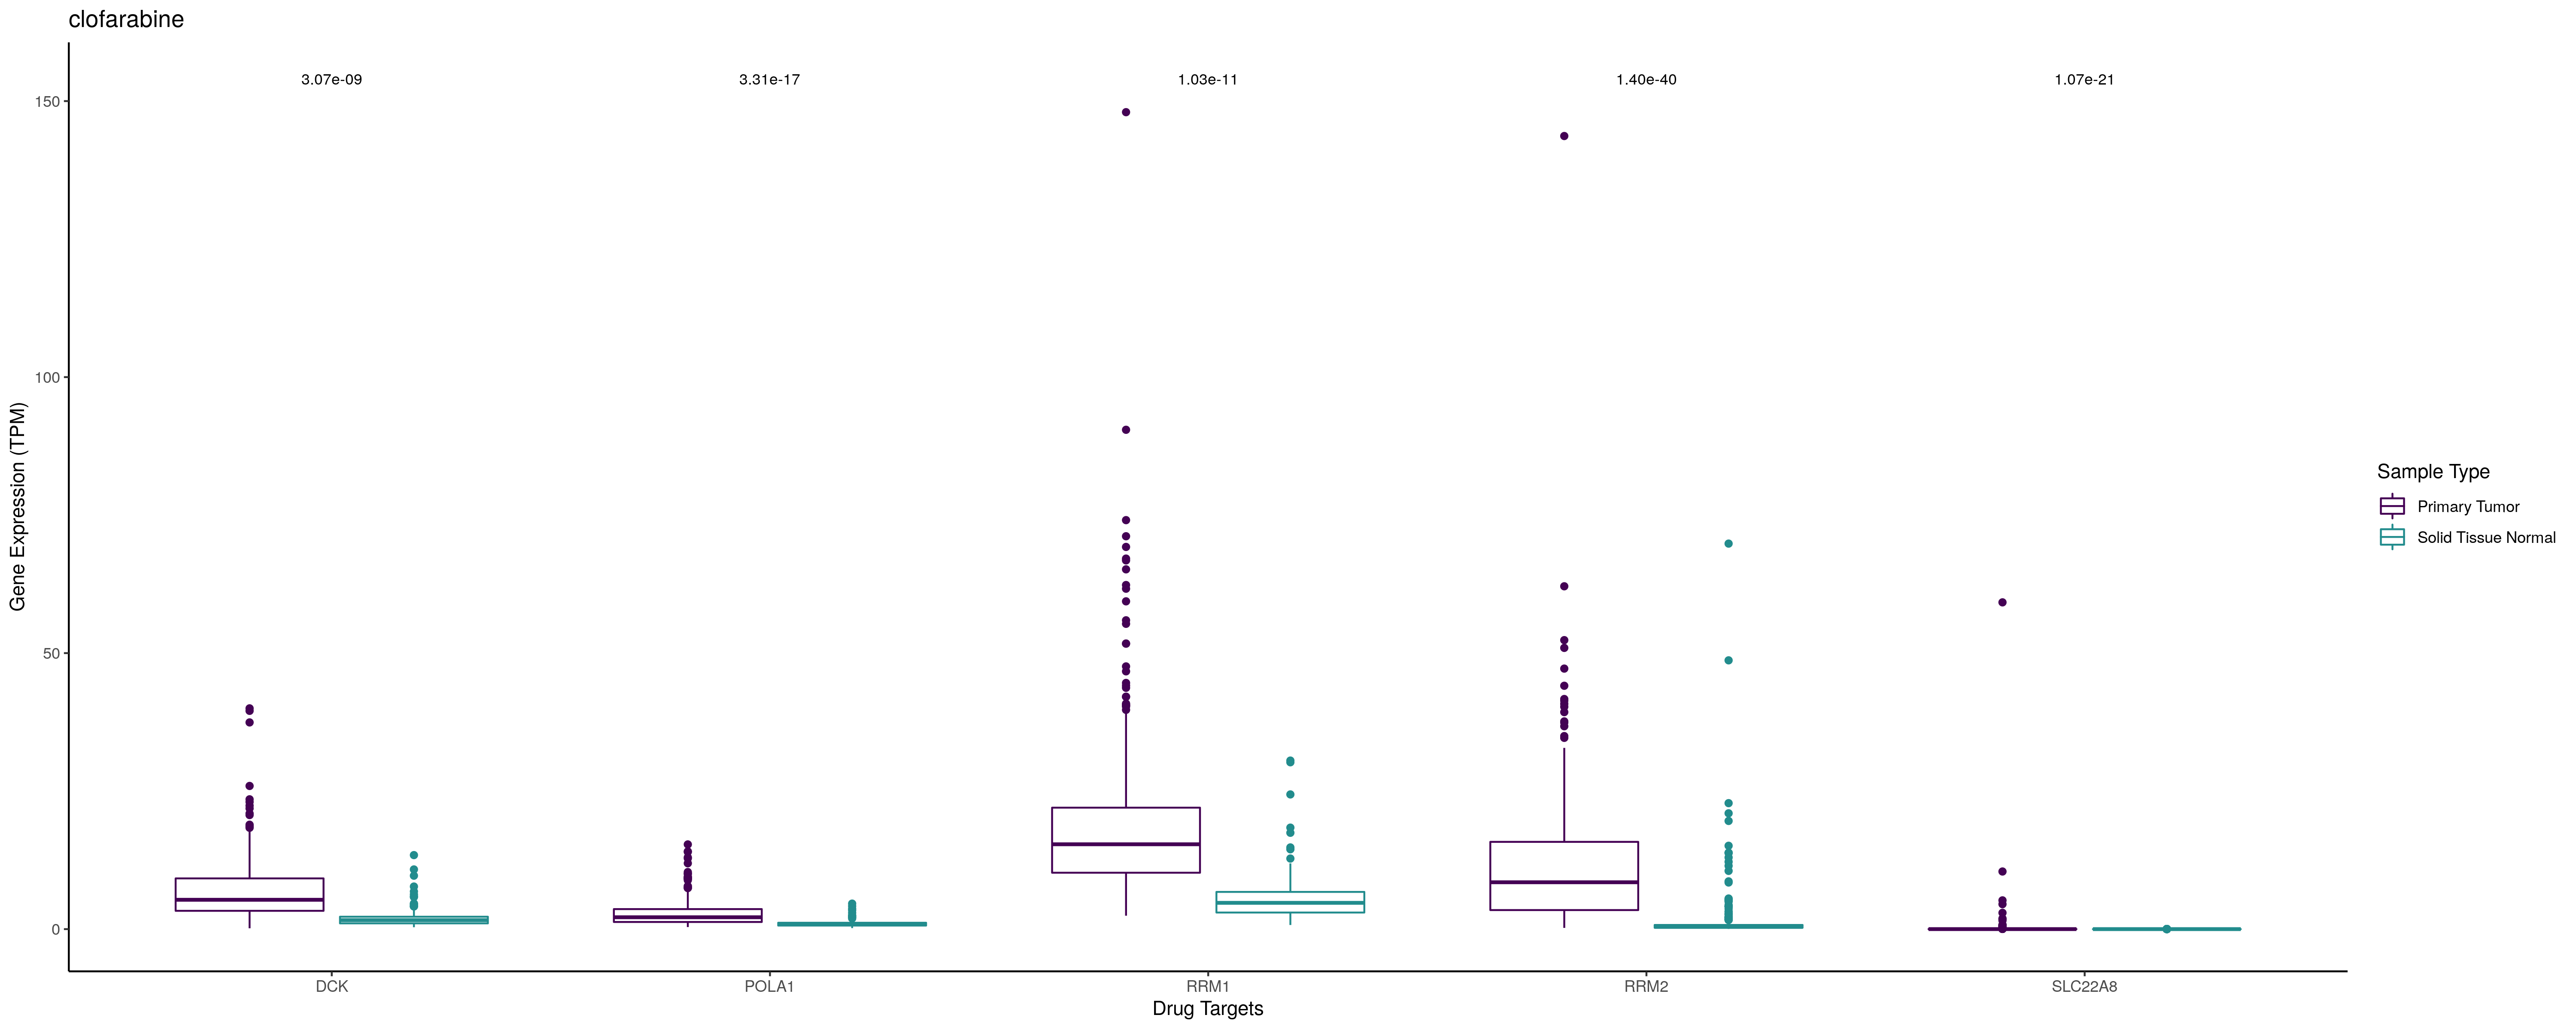 clofarabine
3.07e-09 3.31e-17 1.03e-11 1.40e-40 1.07e-21
150
100
50
0
Gene Expression (TPM)
DCK POLA1 RRM1 RRM2 SLC22A8
Drug Targets
Sample Type
Primary Tumor
Solid Tissue Normal